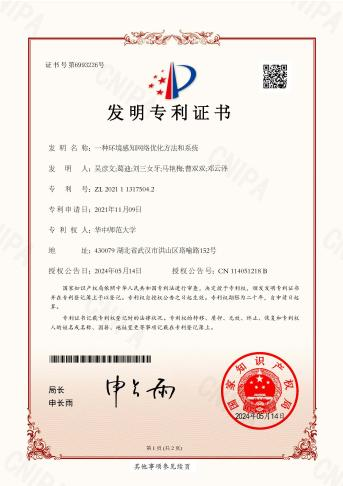 证书号第6993226号
发明专利证书
发 明 名 称：一种环境感知网络优化方法和系统
发 明 人：吴彦文;葛迪;刘三女牙;马艳梅;曹双双;邓云泽
专 利 号：ZL 2021 1 1317504.2
专利申请日：2021年11月09日
专 利 权 人：华中师范大学
地 址：430079 湖北省武汉市洪山区珞喻路152号
授权公告日：2024年05月14日 授权公告号：CN 114051218 B
国家知识产权局依照中华人民共和国专利法进行审查，决定授予专利权，颁发发明专利证书
并在专利登记簿上予以登记。专利权自授权公告之日起生效。专利权期限为二十年，自申请日起
算。
专利证书记载专利权登记时的法律状况。专利权的转移、质押、无效、终止、恢复和专利权
人的姓名或名称、国籍、地址变更等事项记载在专利登记簿上。
局长
申长雨
申长雨
国家知识产权局
2024年05月14日
第 1 页 (共 2 页)
其他事项参见续页
CNIPA